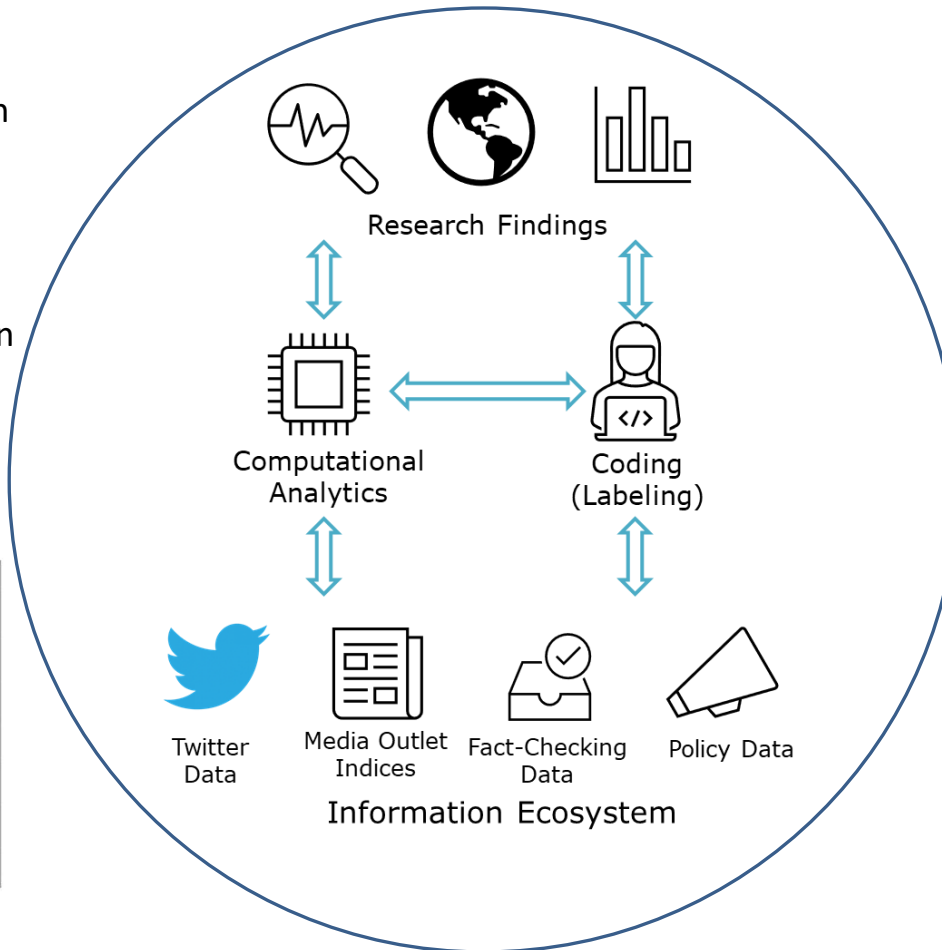 n
Research Findings
n
Computational
Analytics
Coding
(Labeling)
</>
Twitter
Data
Media Outlet
Indices
Fact-Checking
Data
Policy Data
Information Ecosystem